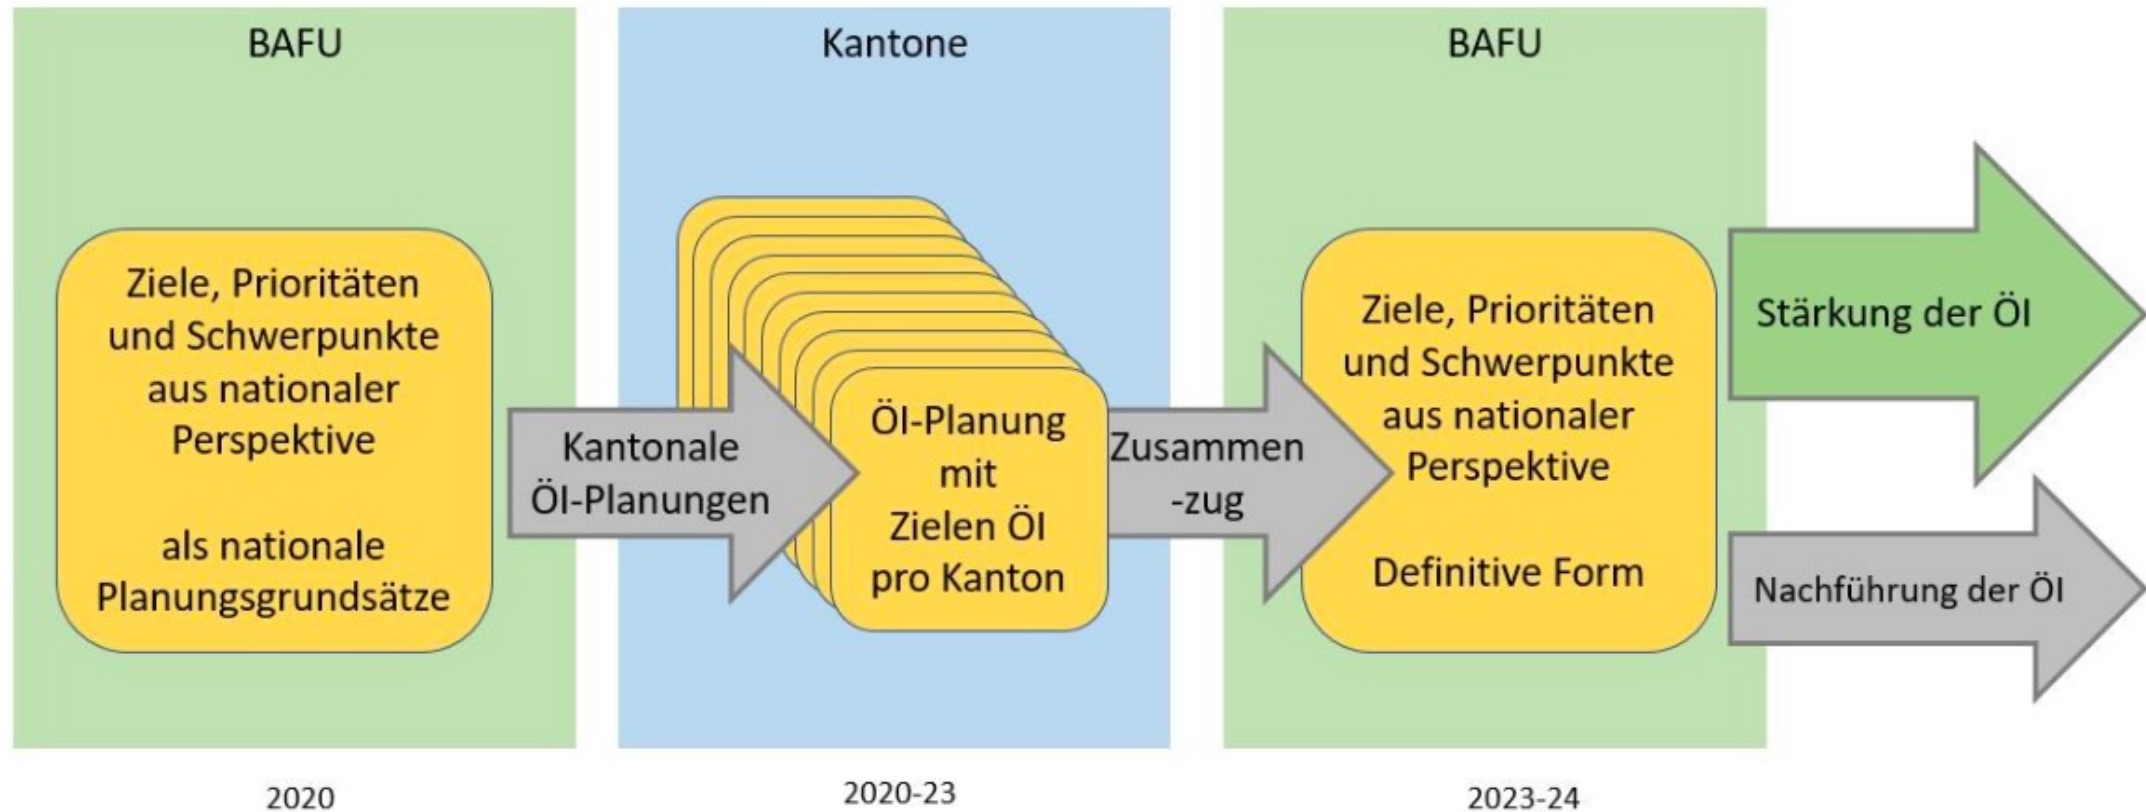 BAFU
Ziele, Prioritäten
und Schwerpunkte
aus nationaler
Perspektive
als nationale
Planungsgrundsätze
2020
Kantonale
ÖI-Planungen
Kantone
ÖI-Planung
mit
Zielen ÖI
pro Kanton
2020-23
Zusammen
-zug
BAFU
Ziele, Prioritäten
und Schwerpunkte
aus nationaler
Perspektive
Definitive Form
2023-24
Stärkung der ÖI
Nachführung der ÖI